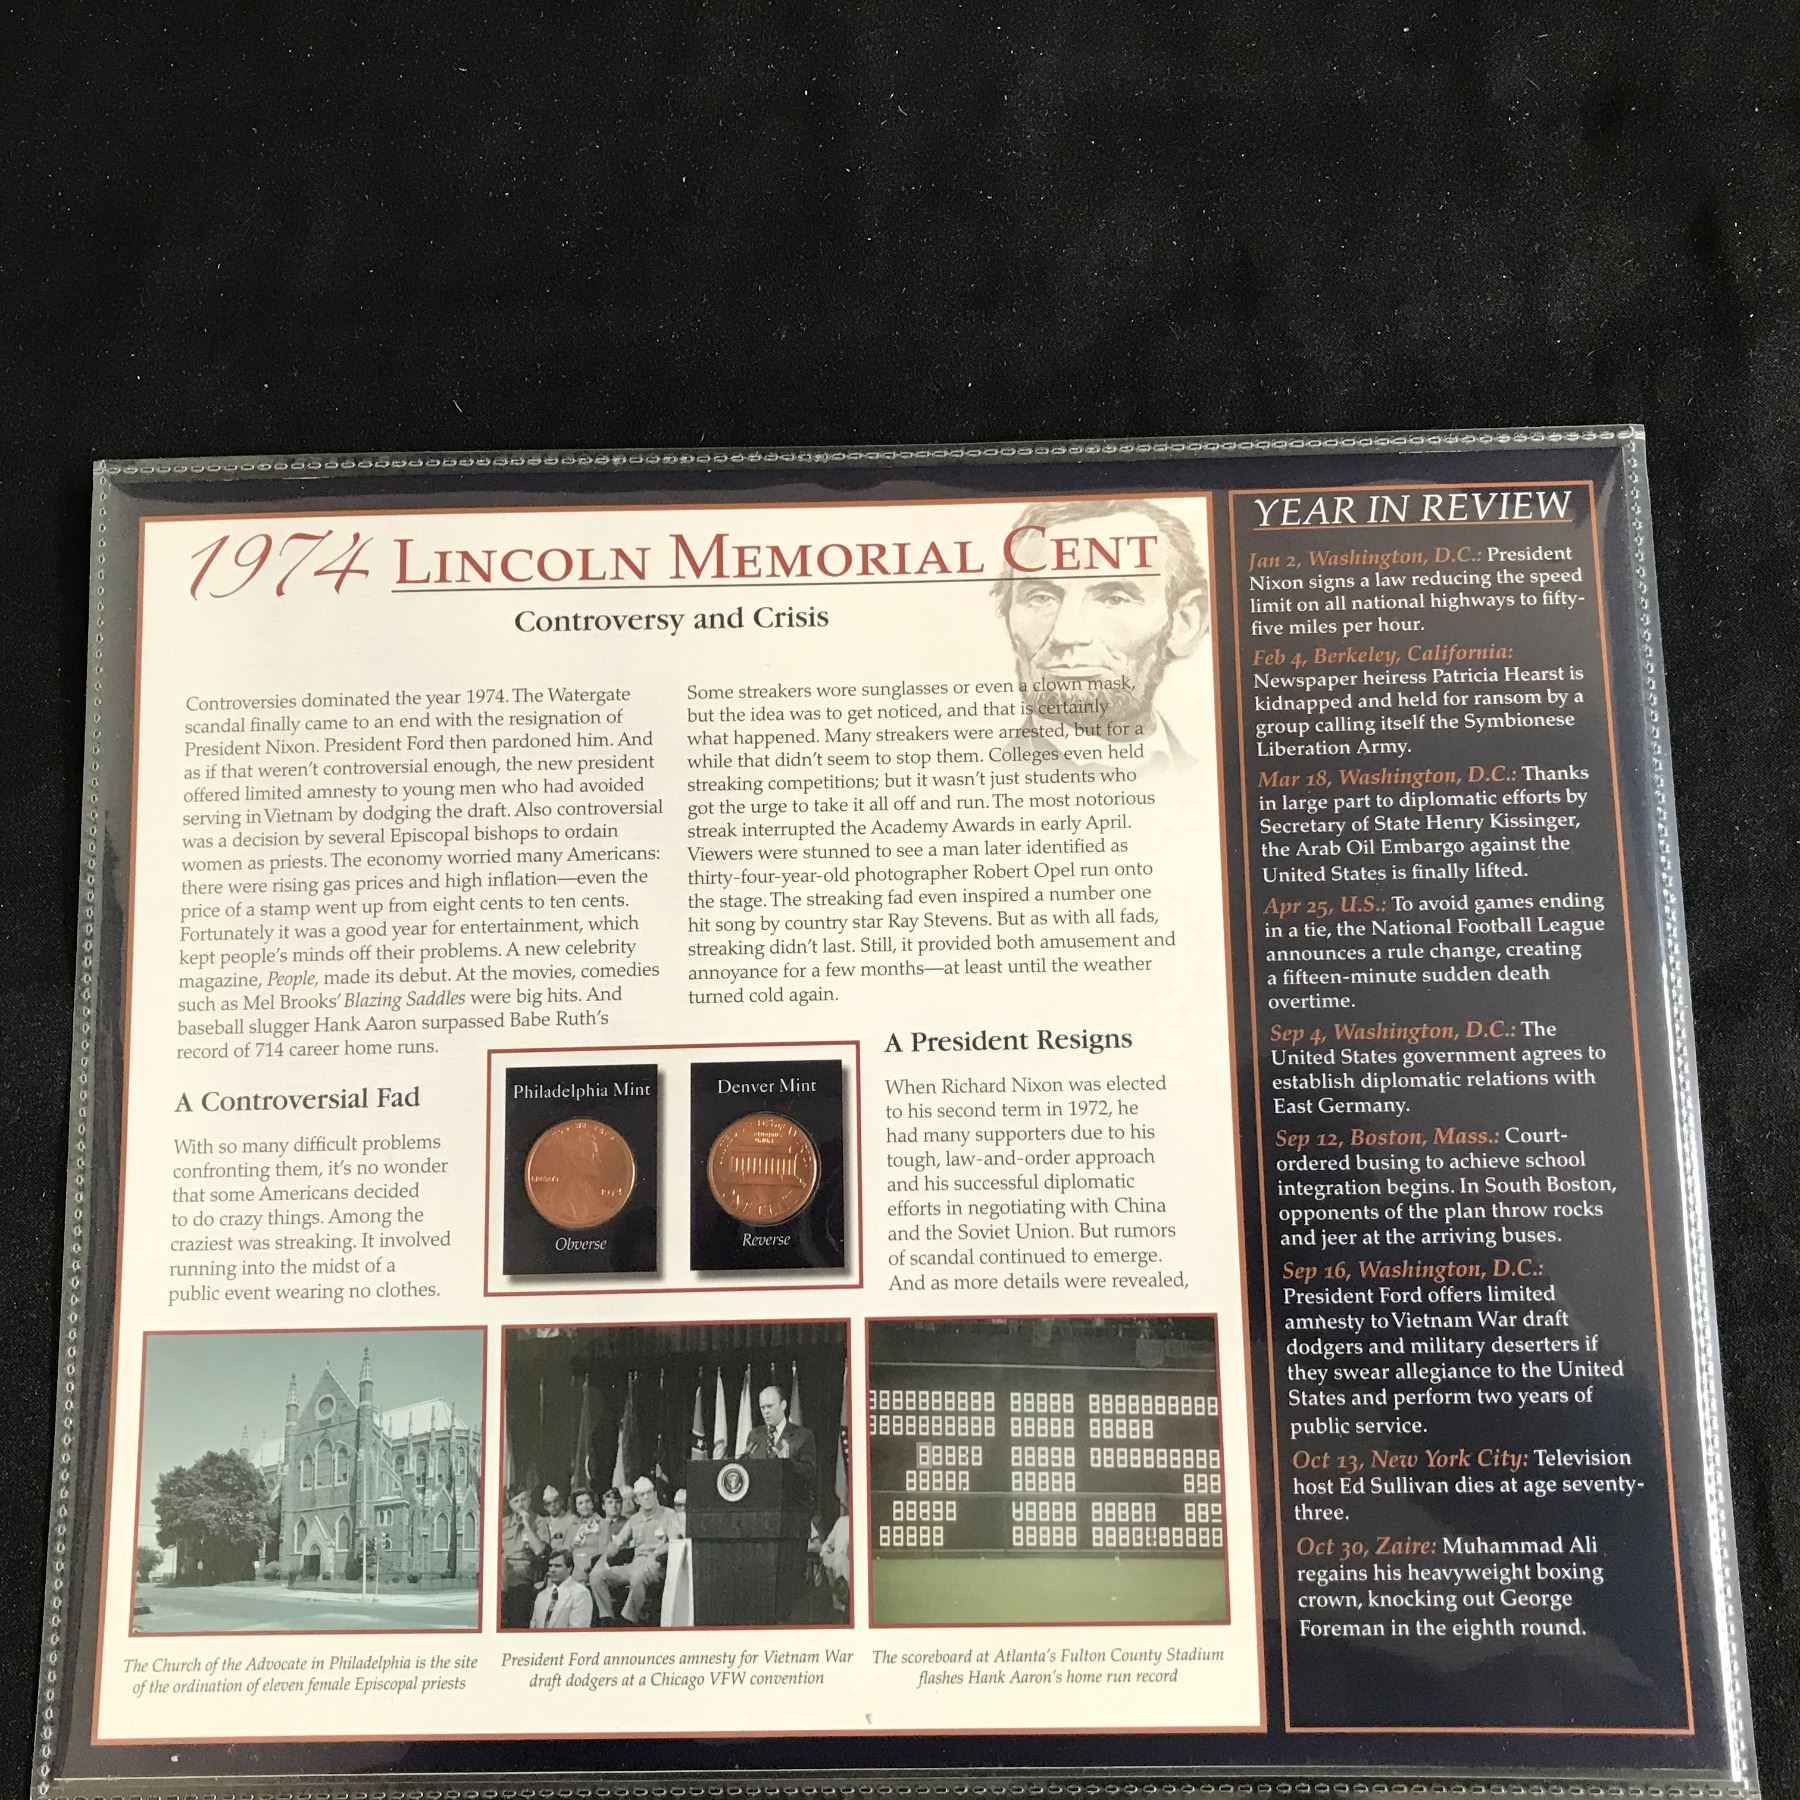 1974 LINCOLN MEMORIAL CENT
Controversy and Crisis
Controversies dominated the year 1974. The Watergate
scandal finally came to an end with the resignation of
President Nixon. President Ford then pardoned him. And
as if that weren't controversial enough, the new president
offered limited amnesty to young men who had avoided
serving in Vietnam by dodging the draft. Also controversial
was a decision by several Episcopal bishops to ordain
women as priests. The economy worried many Americans:
there were rising gas prices and high inflation—even the
price of a stamp went up from eight cents to ten cents.
Fortunately it was a good year for entertainment, which
kept people's minds off their problems. A new celebrity
magazine, People, made its debut. At the movies, comedies
such as Mel Brooks' Blazing Saddles were big hits. And
baseball slugger Hank Aaron surpassed Babe Ruth's
record of 714 career home runs.
A Controversial Fad
With so many difficult problems
confronting them, it's no wonder
that some Americans decided
to do crazy things. Among the
craziest was streaking. It involved
running into the midst of a
public event wearing no clothes.
Some streakers wore sunglasses or even a clown mask,
but the idea was to get noticed, and that is certainly
what happened. Many streakers were arrested, but for a
while that didn't seem to stop them. Colleges even held
streaking competitions; but it wasn't just students who
got the urge to take it all off and run. The most notorious
streak interrupted the Academy Awards in early April.
Viewers were stunned to see a man later identified as
thirty-four-year-old photographer Robert Opel run onto
the stage. The streaking fad even inspired a number one
hit song by country star Ray Stevens. But as with all fads,
streaking didn't last. Still, it provided both amusement and
annoyance for a few months—at least until the weather
turned cold again.
A President Resigns
When Richard Nixon was elected
to his second term in 1972, he
had many supporters due to his
tough, law-and-order approach
and his successful diplomatic
efforts in negotiating with China
and the Soviet Union. But rumors
of scandal continued to emerge.
And as more details were revealed,
Philadelphia Mint
LIBERTY
Obverse
Denver Mint
Reverse
The Church of the Advocate in Philadelphia is the site
of the ordination of eleven female Episcopal priests
President Ford announces amnesty for Vietnam War
draft dodgers at a Chicago VFW convention
The scoreboard at Atlanta's Fulton County Stadium
flashes Hank Aaron's home run record
YEAR IN REVIEW
Jan 2, Washington, D.C.: President
Nixon signs a law reducing the speed
limit on all national highways to fifty-
five miles per hour.
Feb 4, Berkeley, California:
Newspaper heiress Patricia Hearst is
kidnapped and held for ransom by a
group calling itself the Symbionese
Liberation Army.
Mar 18, Washington, D.C.: Thanks
in large part to diplomatic efforts by
Secretary of State Henry Kissinger,
the Arab Oil Embargo against the
United States is finally lifted.
Apr 25, U.S.: To avoid games ending
in a tie, the National Football League
announces a rule change, creating
a fifteen-minute sudden death
overtime.
Sep 4, Washington, D.C.: The
United States government agrees to
establish diplomatic relations with
East Germany.
Sep 12, Boston, Mass.: Court-
ordered busing to achieve school
integration begins. In South Boston,
opponents of the plan throw rocks
and jeer at the arriving buses.
Sep 16, Washington, D.C.:
President Ford offers limited
amnesty to Vietnam War draft
dodgers and military deserters if
they swear allegiance to the United
States and perform two years of
public service.
Oct 13, New York City: Television
host Ed Sullivan dies at age seventy-
three.
Oct 30, Zaire: Muhammad Ali
regains his heavyweight boxing
crown, knocking out George
Foreman in the eighth round.